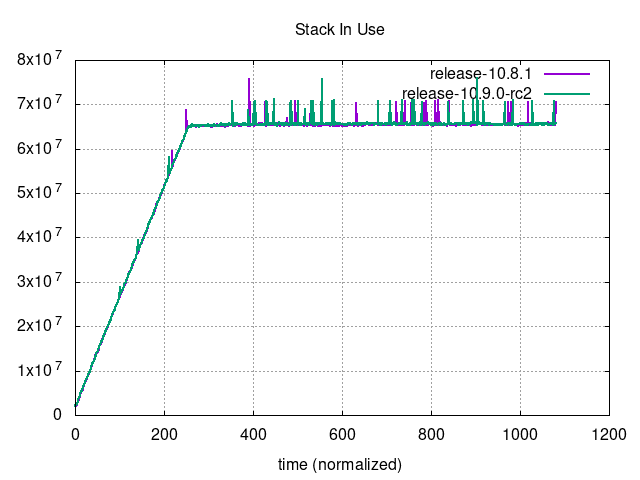 Stack In Use
8x10^7
7x10^7
6x10^7
5x10^7
4x10^7
3x10^7
2x10^7
1x10^7
0
release-10.8.1
release-10.9.0-rc2
0 200 400 600 800 1000 1200
time (normalized)